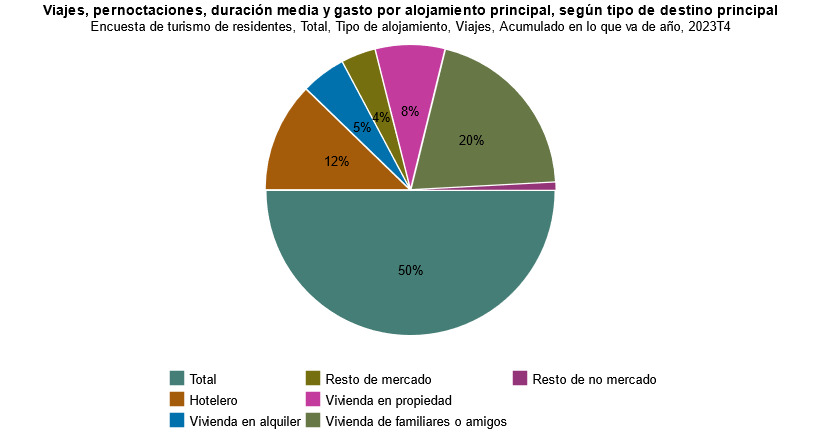 Viajes, pernoctaciones, duración media y gasto por alojamiento principal, según tipo de destino principal
Encuesta de turismo de residentes, Total, Tipo de alojamiento, Viajes, Acumulado en lo que va de año, 2023T4
8%
4%
5%
20%
12%
50%
Total
Resto de mercado
Resto de no mercado
Hotelero
Vivienda en propiedad
Vivienda en alquiler
Vivienda de familiares o amigos